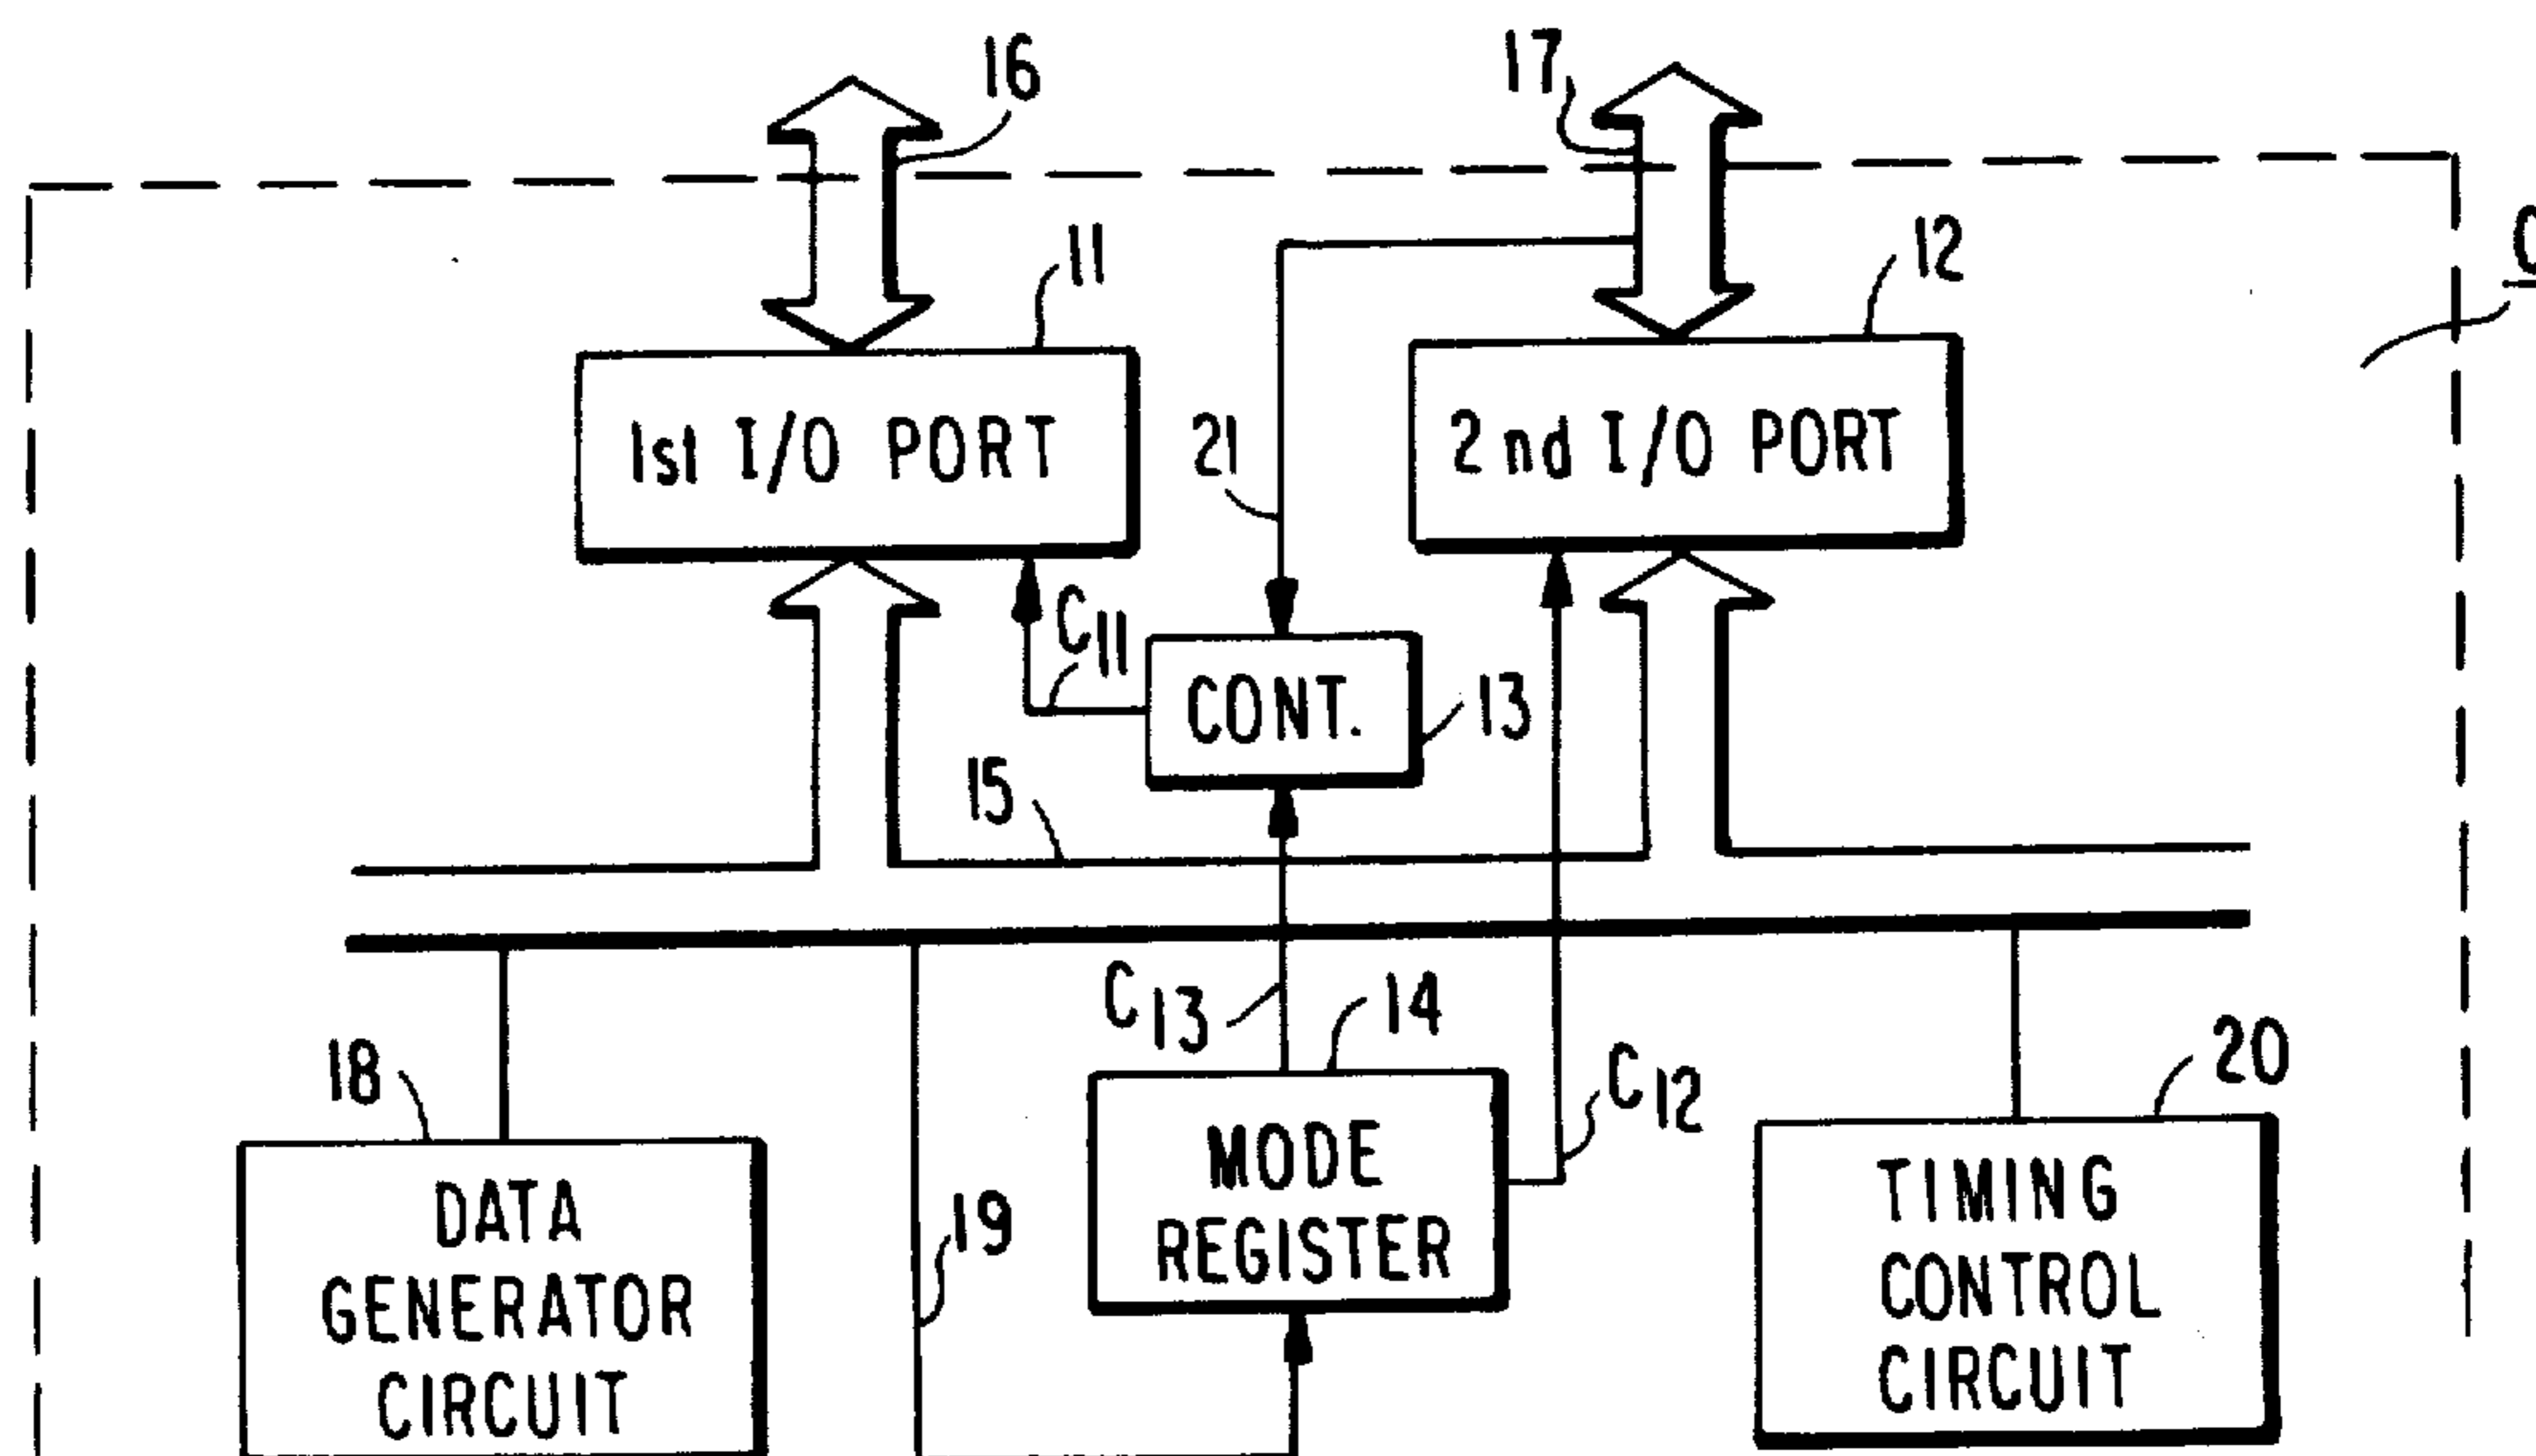 16
17
11
12
1st I/O PORT
21
2nd I/O PORT
C11
CONT.
13
15
C13
14
18
C12
20
MODE
REGISTER
19
DATA
GENERATOR
CIRCUIT
TIMING
CONTROL
CIRCUIT